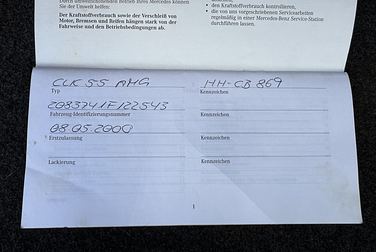 Sie der Umwelt helfen:
Der Kraftstoffverbrauch sowie der Verschleiß von
Motor, Bremsen und Reifen hängen stark von der
Fahrweise und den Betriebsbedingungen ab.
• den Kraftstoffverbrauch kontrollieren,
• die von uns vorgeschriebenen Servicearbeiten
regelmäßig in einer Mercedes-Benz Service-Station
durchführen lassen.
CLK 55 AMG
Typ
HH-CB 869
Kennzeichen
2083741F122543
Fahrzeug-Identifizierungsnummer
Kennzeichen
08.05.2000
Erstzulassung
Kennzeichen
Lackierung
Kennzeichen
1